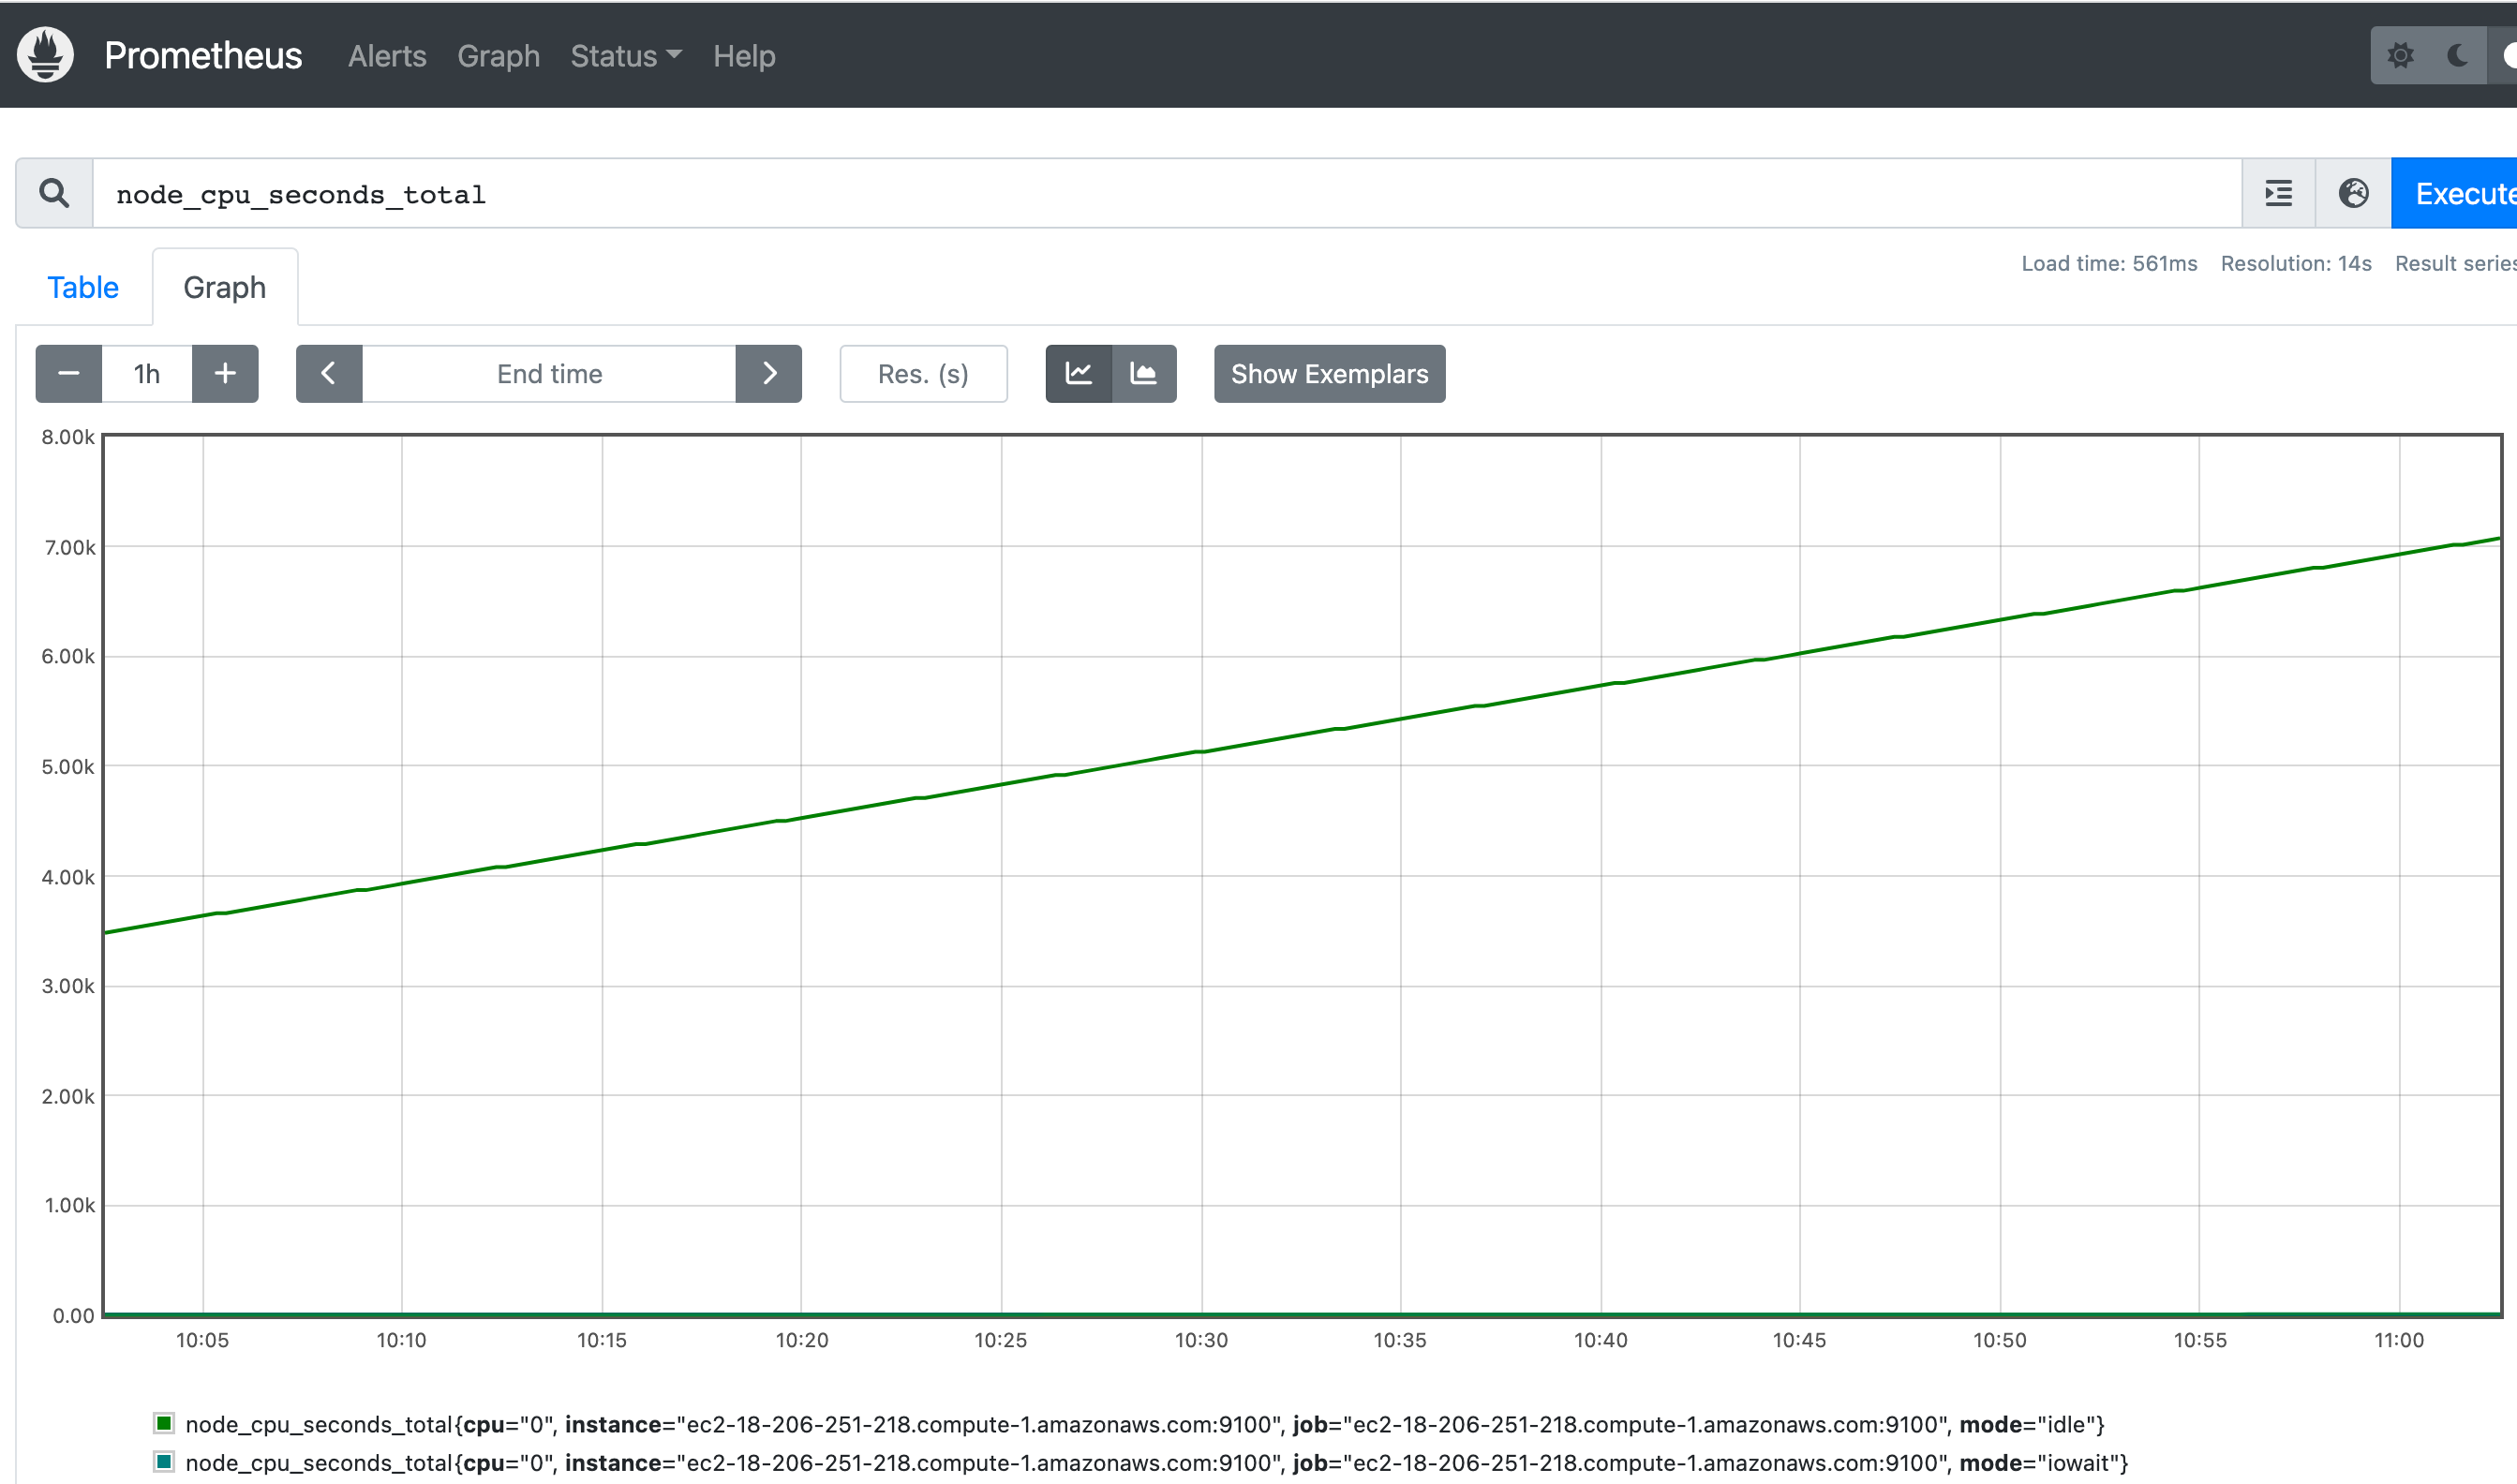 Prometheus Alerts Graph Status Help
node_cpu_seconds_total
Execute
Load time: 561ms Resolution: 14s Result series
Table Graph
1h End time Res. (s) Show Exemplars
8.00k
7.00k
6.00k
5.00k
4.00k
3.00k
2.00k
1.00k
0.00
10:05 10:10 10:15 10:20 10:25 10:30 10:35 10:40 10:45 10:50 10:55 11:00
node_cpu_seconds_total{cpu="0", instance="ec2-18-206-251-218.compute-1.amazonaws.com:9100", job="ec2-18-206-251-218.compute-1.amazonaws.com:9100", mode="idle"}
node_cpu_seconds_total{cpu="0", instance="ec2-18-206-251-218.compute-1.amazonaws.com:9100", job="ec2-18-206-251-218.compute-1.amazonaws.com:9100", mode="iowait"}